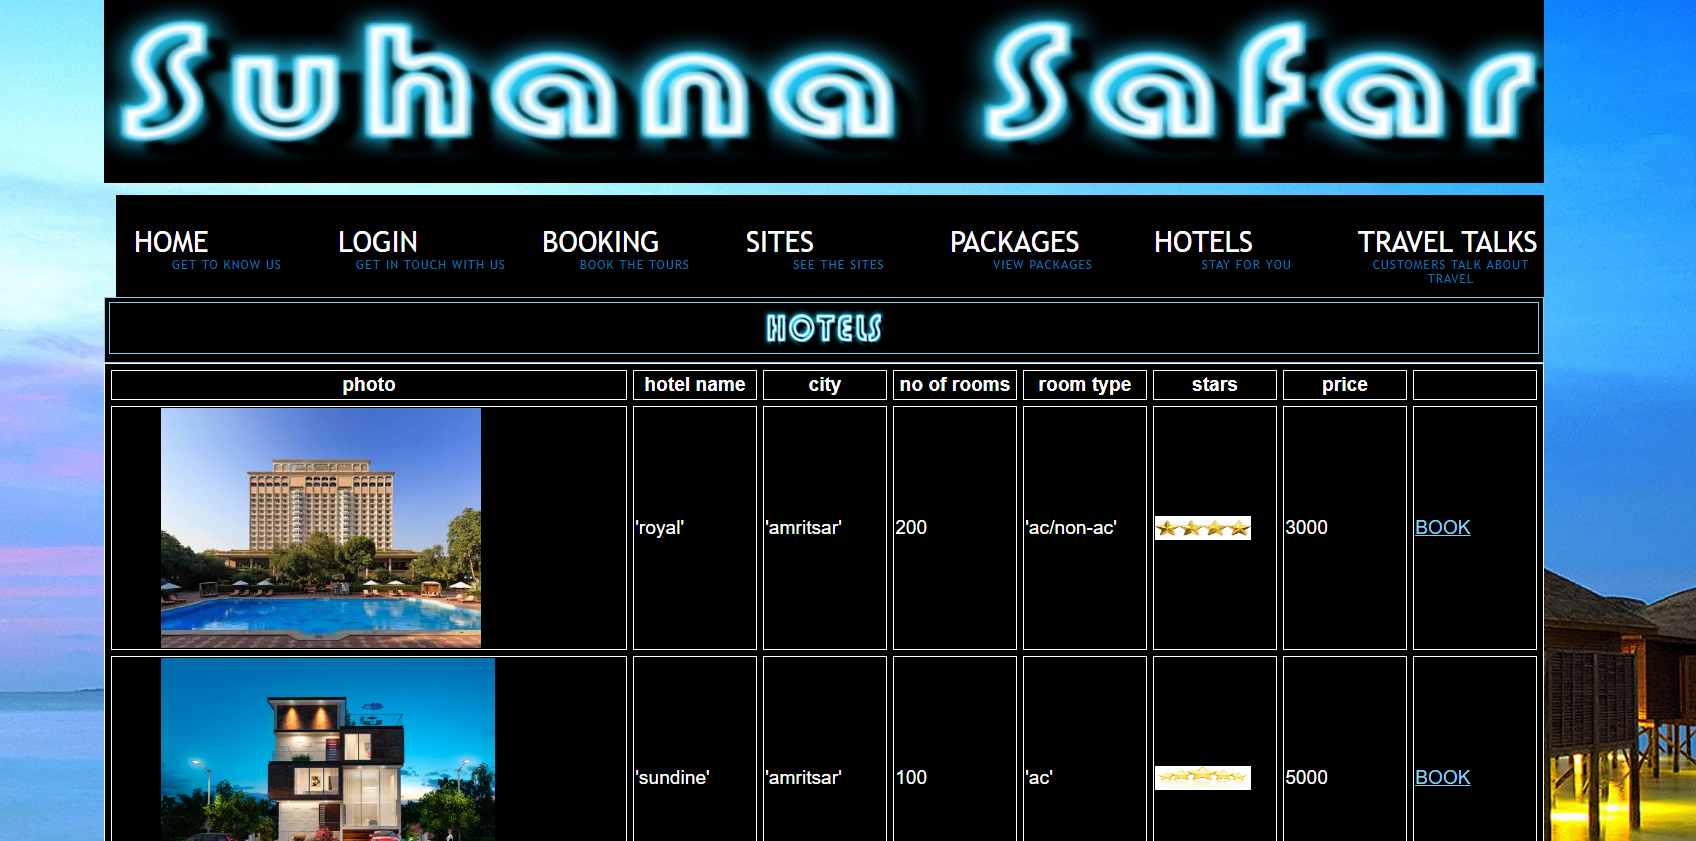 Suhana Safar
HOME LOGIN BOOKING SITES PACKAGES HOTELS TRAVEL TALKS
GET TO KNOW US GET IN TOUCH WITH US BOOK THE TOURS SEE THE SITES VIEW PACKAGES STAY FOR YOU CUSTOMERS TALK ABOUT
TRAVEL
HOTELS
photo hotel name city no of rooms room type stars price
'royal' 'amritsar' 200 'ac/non-ac' 3000 BOOK
'sundine' 'amritsar' 100 'ac' 5000 BOOK